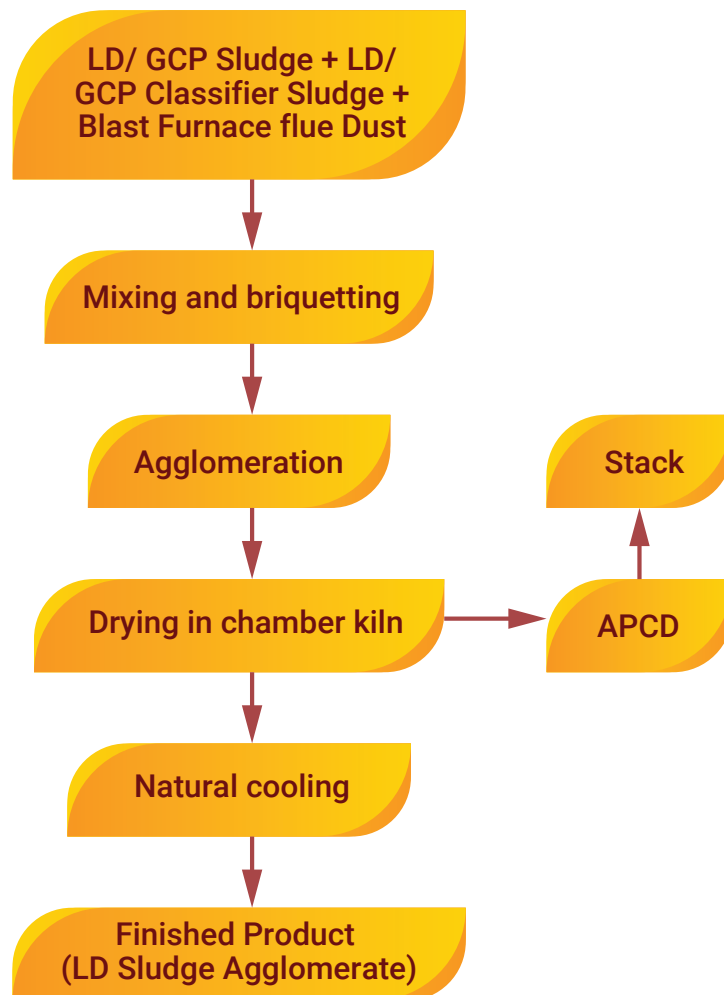 LD/ GCP Sludge + LD/
GCP Classifier Sludge +
Blast Furnace flue Dust
Mixing and briquetting
Agglomeration
Stack
Drying in chamber kiln
APCD
Natural cooling
Finished Product
(LD Sludge Agglomerate)